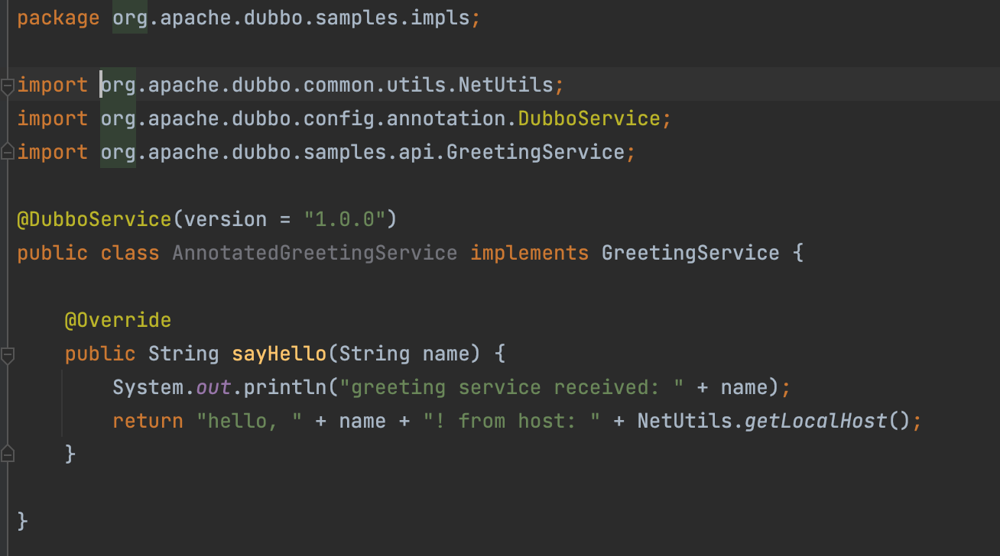 package org.apache.dubbo.samples.impls;
import org.apache.dubbo.common.utils.NetUtils;
import org.apache.dubbo.config.annotation.DubboService;
import org.apache.dubbo.samples.api.GreetingService;
@DubboService(version = "1.0.0")
public class AnnotatedGreetingService implements GreetingService {
@Override
public String sayHello(String name) {
System.out.println("greeting service received: " + name);
return "hello, " + name + "! from host: " + NetUtils.getLocalHost();
}
}